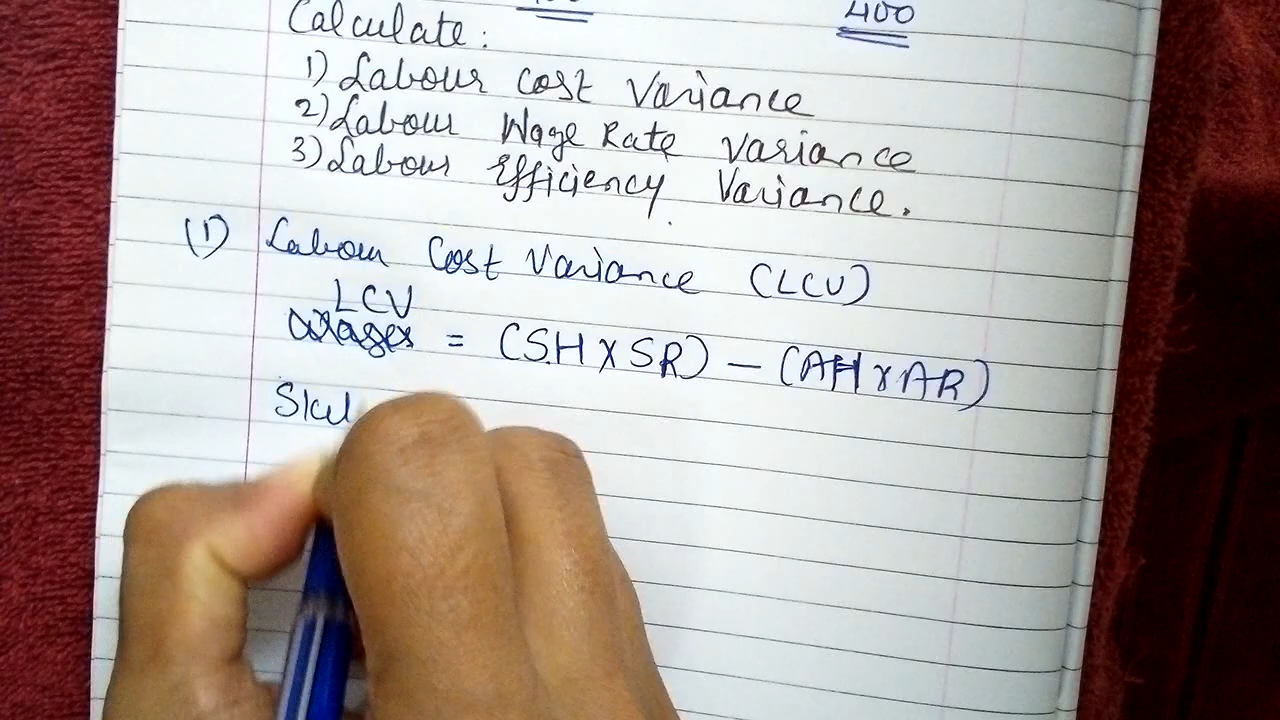 400
Calculate:
1) Labour Cost Variance
2) Labour Wage Rate Variance
3) Labour Efficiency Variance.
(1) Labour Cost Variance (LCV)
LCV
= (SH X SR) - (AH X AR)